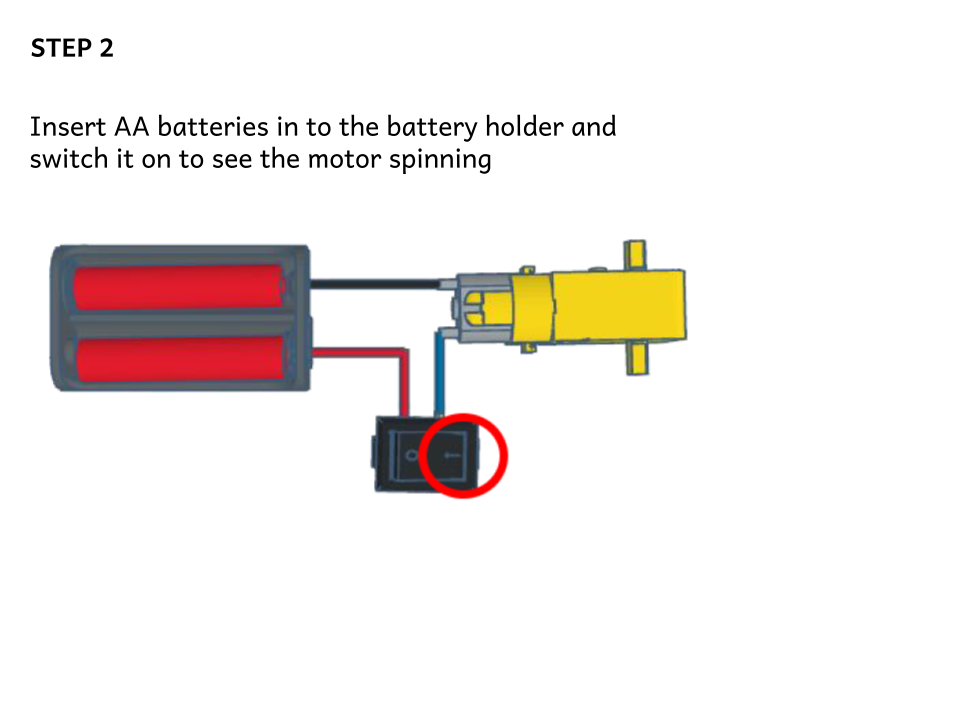 STEP 2
Insert AA batteries in to the battery holder and
switch it on to see the motor spinning
O I